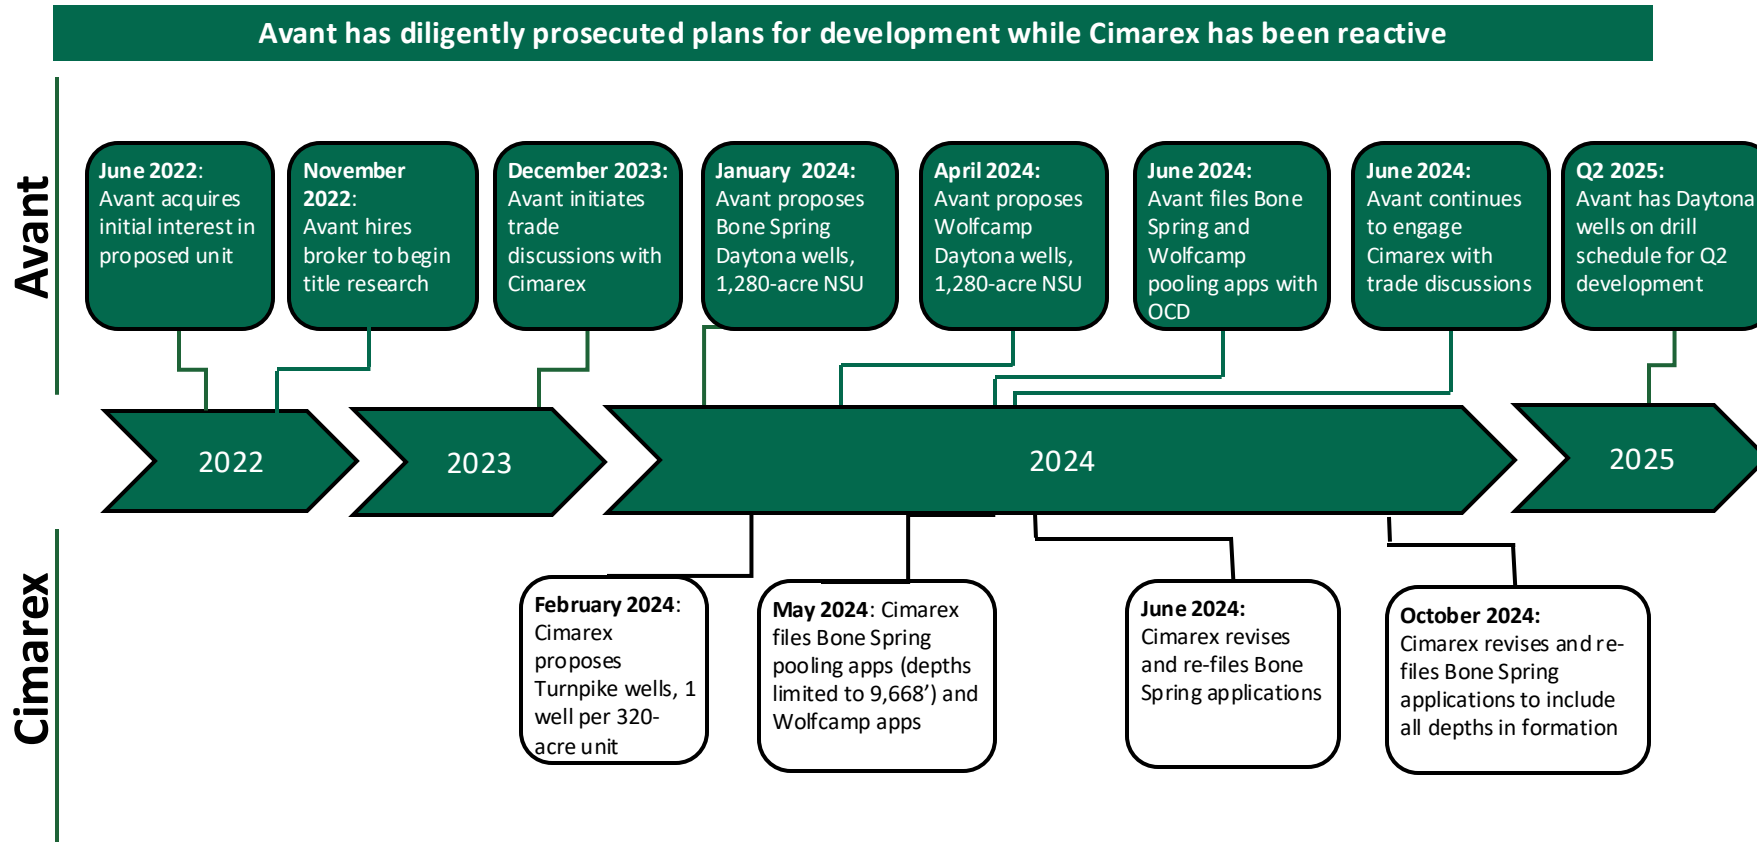 Avant has diligently prosecuted plans for development while Cimarex has been reactive
Avant
June 2022:
Avant acquires
initial interest in
proposed unit
November
2022:
Avant hires
broker to begin
title research
December 2023:
Avant initiates
trade
discussions with
Cimarex
January 2024:
Avant proposes
Bone Spring
Daytona wells,
1,280-acre NSU
April 2024:
Avant proposes
Wolfcamp
Daytona wells,
1,280-acre NSU
June 2024:
Avant files Bone
Spring and
Wolfcamp
pooling apps with
OCD
June 2024:
Avant continues
to engage
Cimarex with
trade discussions
Q2 2025:
Avant has Daytona
wells on drill
schedule for Q2
development
2022
2023
2024
2025
Cimarex
February 2024:
Cimarex
proposes
Turnpike wells, 1
well per 320-
acre unit
May 2024: Cimarex
files Bone Spring
pooling apps (depths
limited to 9,668’) and
Wolfcamp apps
June 2024:
Cimarex revises
and re-files Bone
Spring applications
October 2024:
Cimarex revises and re-
files Bone Spring
applications to include
all depths in formation